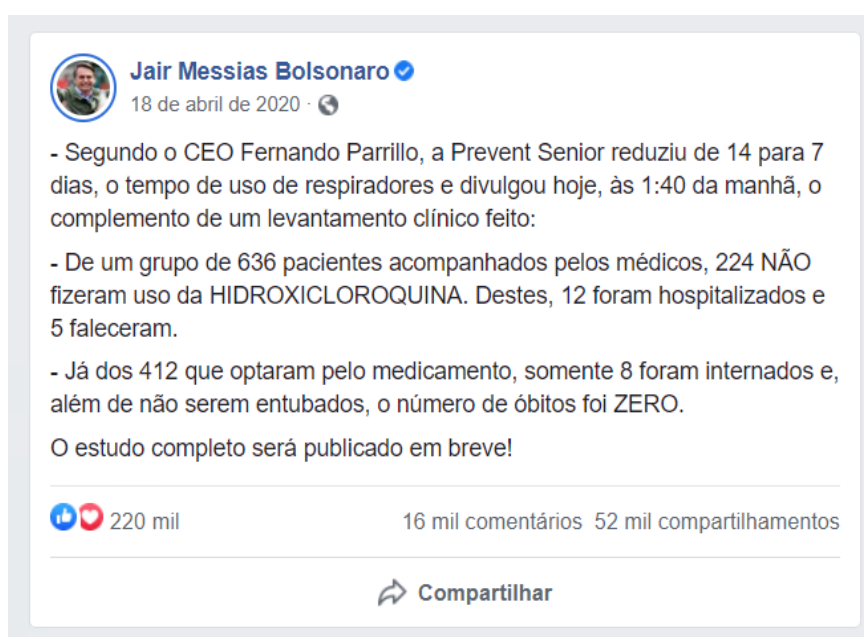 Jair Messias Bolsonaro
18 de abril de 2020 ·
- Segundo o CEO Fernando Parrillo, a Prevent Senior reduziu de 14 para 7
dias, o tempo de uso de respiradores e divulgou hoje, às 1:40 da manhã, o
complemento de um levantamento clínico feito:
- De um grupo de 636 pacientes acompanhados pelos médicos, 224 NÃO
fizeram uso da HIDROXICLOROQUINA. Destes, 12 foram hospitalizados e
5 faleceram.
- Já dos 412 que optaram pelo medicamento, somente 8 foram internados e,
além de não serem entubados, o número de óbitos foi ZERO.
O estudo completo será publicado em breve!
220 mil 16 mil comentários 52 mil compartilhamentos
Compartilhar